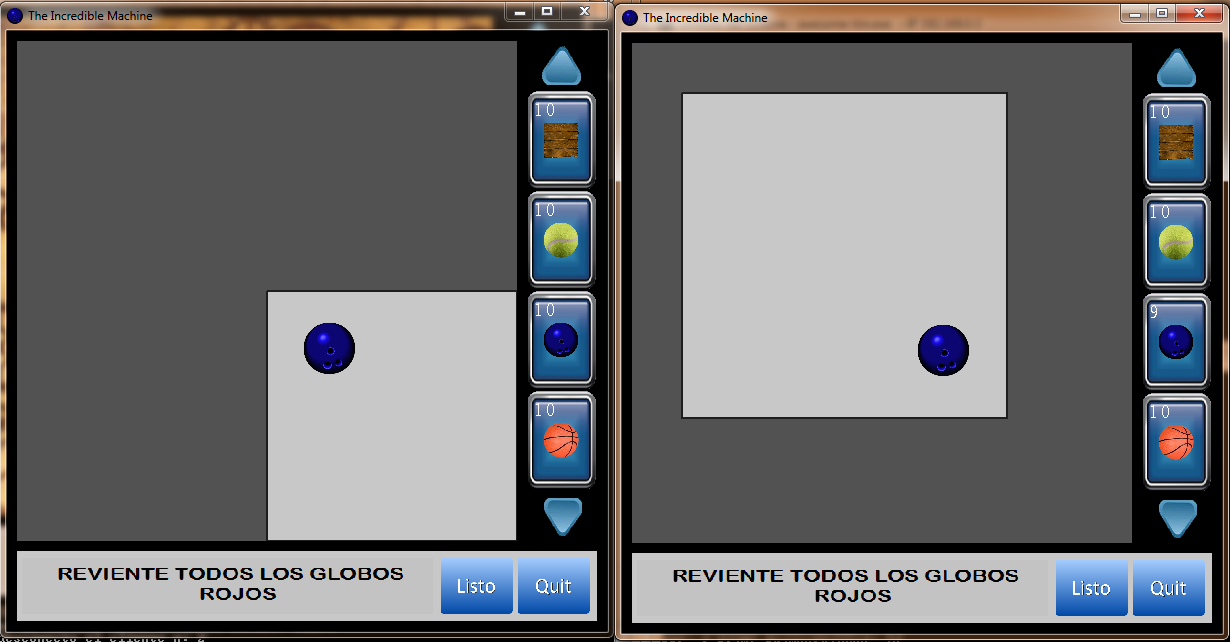 The Incredible Machine
10
10
10
10
REVIENTE TODOS LOS GLOBOS
ROJOS
Listo
Quit
The Incredible Machine
10
10
9
10
REVIENTE TODOS LOS GLOBOS
ROJOS
Listo
Quit